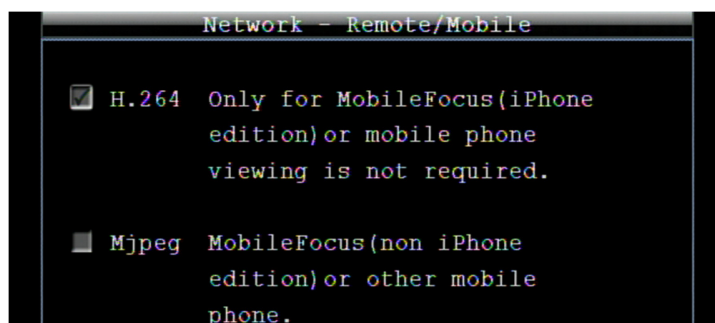 Network - Remote/Mobile
H.264 Only for MobileFocus(iPhone
edition)or mobile phone
viewing is not required.
Mjpeg MobileFocus(non iPhone
edition)or other mobile
phone.